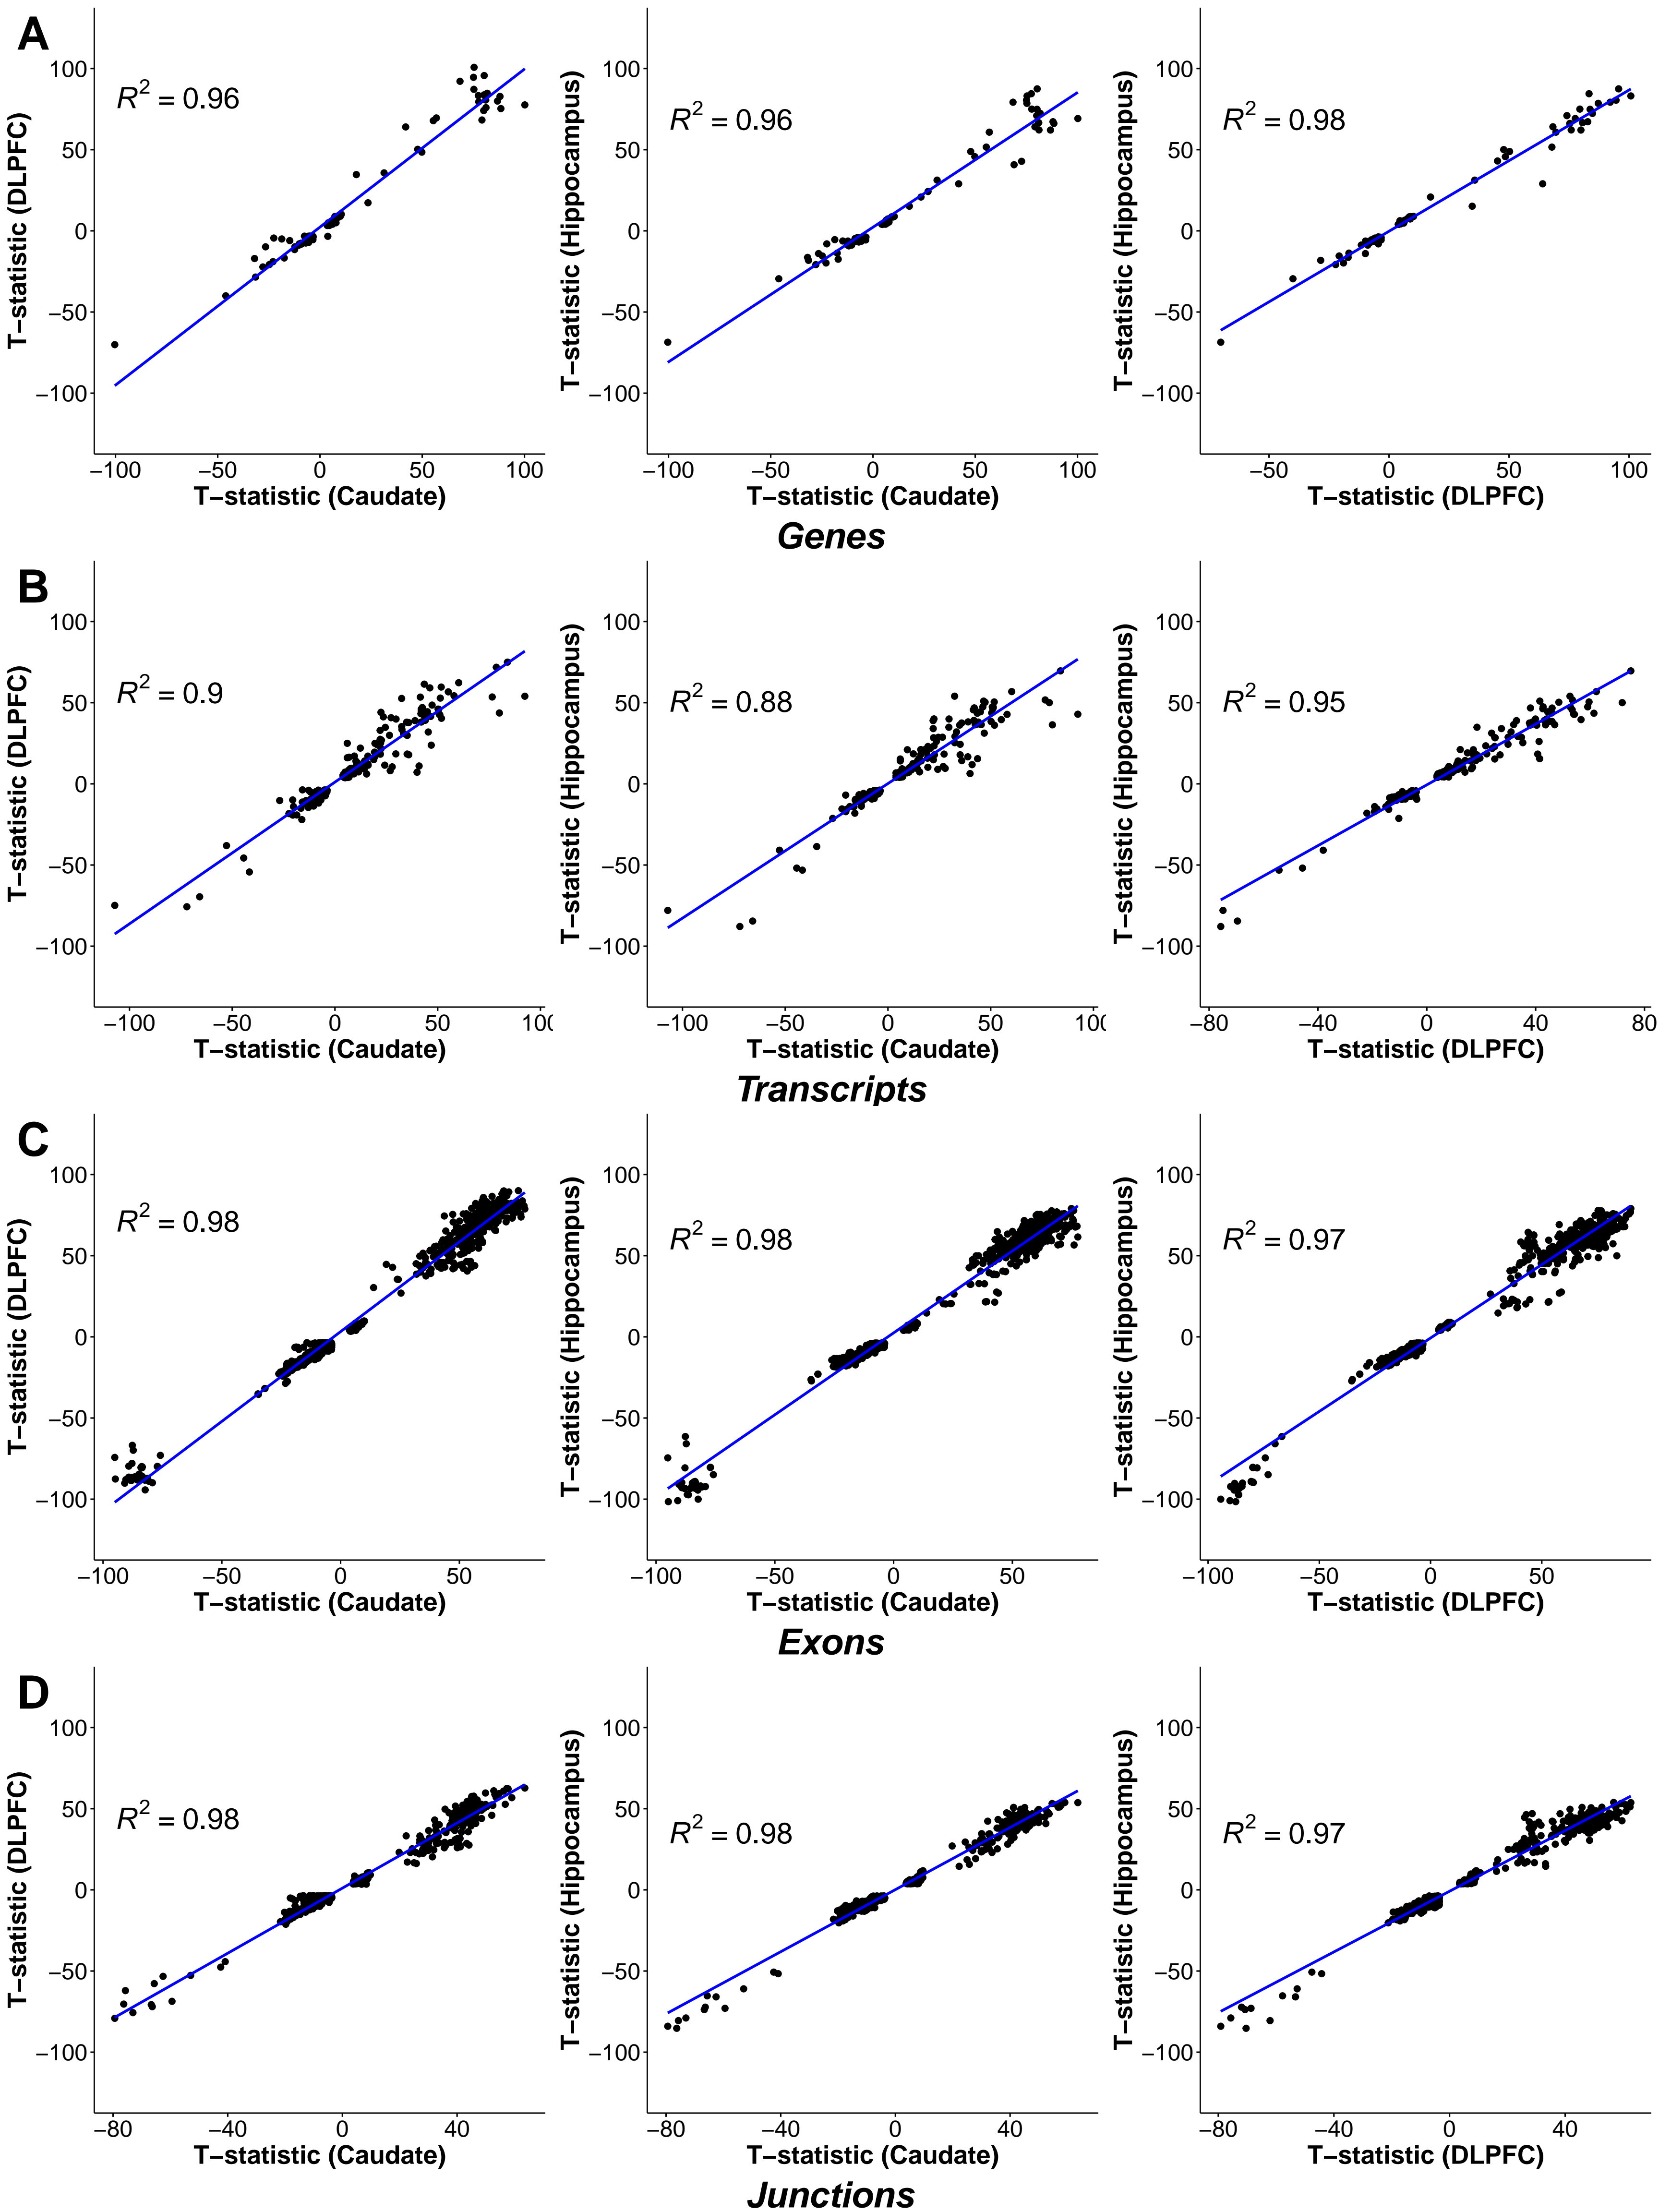 A
T−statistic (DLPFC)
100
50
0
−50
−100
R² = 0.96
−100 −50 0 50 100
T−statistic (Caudate)
T−statistic (Hippocampus)
100
50
0
−50
−100
R² = 0.96
−100 −50 0 50 100
T−statistic (Caudate)
T−statistic (Hippocampus)
100
50
0
−50
−100
R² = 0.98
−50 0 50 100
T−statistic (DLPFC)
Genes
B
T−statistic (DLPFC)
100
50
0
−50
−100
R² = 0.9
−100 −50 0 50 100
T−statistic (Caudate)
T−statistic (Hippocampus)
100
50
0
−50
−100
R² = 0.88
−100 −50 0 50 100
T−statistic (Caudate)
T−statistic (Hippocampus)
100
50
0
−50
−100
R² = 0.95
−80 −40 0 40 80
T−statistic (DLPFC)
Transcripts
C
T−statistic (DLPFC)
100
50
0
−50
−100
R² = 0.98
−100 −50 0 50
T−statistic (Caudate)
T−statistic (Hippocampus)
100
50
0
−50
−100
R² = 0.98
−100 −50 0 50
T−statistic (Caudate)
T−statistic (Hippocampus)
100
50
0
−50
−100
R² = 0.97
−100 −50 0 50
T−statistic (DLPFC)
Exons
D
T−statistic (DLPFC)
100
50
0
−50
−100
R² = 0.98
−80 −40 0 40
T−statistic (Caudate)
T−statistic (Hippocampus)
100
50
0
−50
−100
R² = 0.98
−80 −40 0 40
T−statistic (Caudate)
T−statistic (Hippocampus)
100
50
0
−50
−100
R² = 0.97
−80 −40 0 40
T−statistic (DLPFC)
Junctions